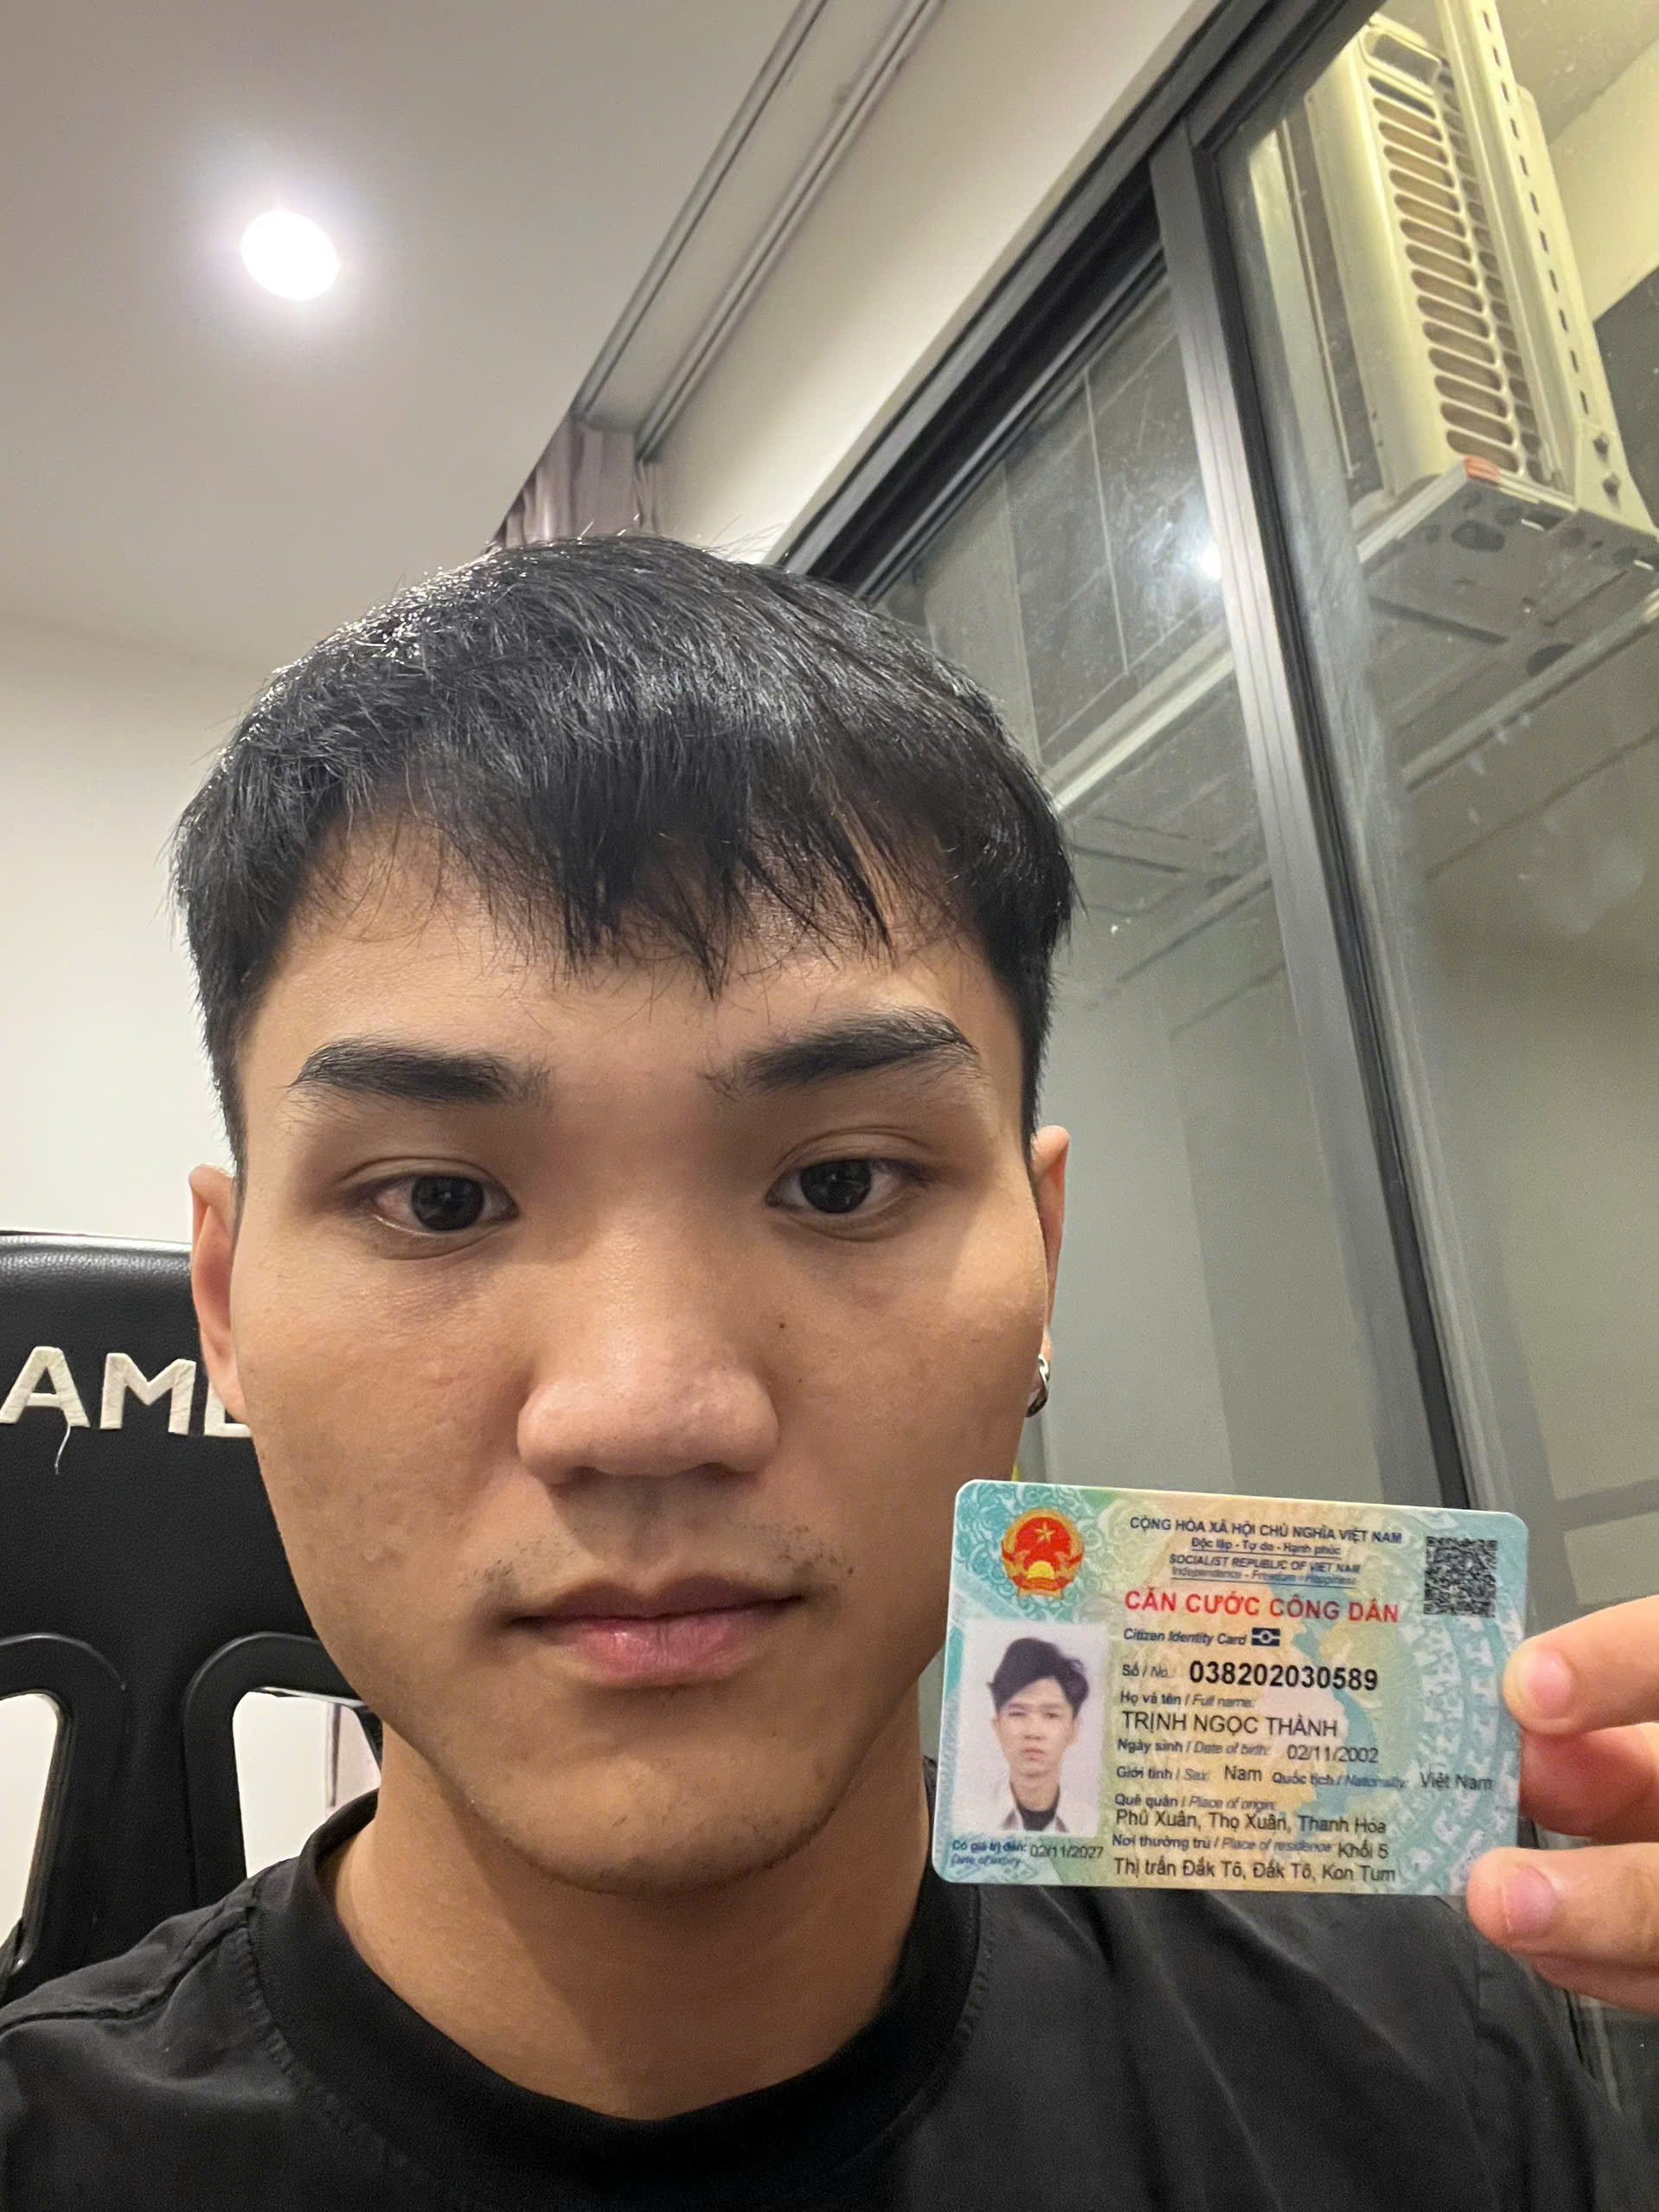 AME
CỘNG HÒA XÃ HỘI CHỦ NGHĨA VIỆT NAM
Độc lập - Tự do - Hạnh phúc
SOCIALIST REPUBLIC OF VIET NAM
Independence - Freedom - Happiness
CĂN CƯỚC CÔNG DÂN
Citizen Identity Card
Số / No.: 038202030589
Họ và tên / Full name:
TRỊNH NGỌC THÀNH
Ngày sinh / Date of birth: 02/11/2002
Giới tính / Sex: Nam Quốc tịch / Nationality: Việt Nam
Quê quán / Place of origin:
Phú Xuân, Thọ Xuân, Thanh Hóa
Có giá trị đến: 02/11/2027
Date of expiry
Nơi thường trú / Place of residence: Khối 5
Thị trấn Đắk Tô, Đắk Tô, Kon Tum